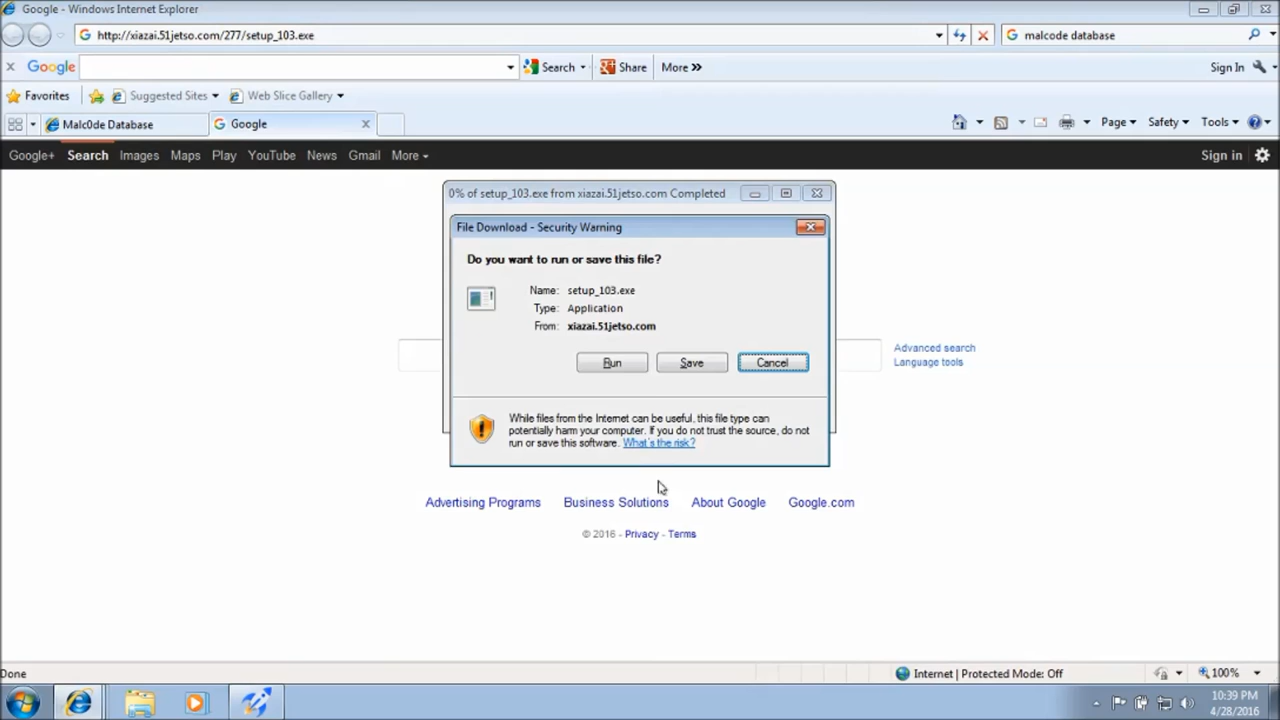 Google - Windows Internet Explorer
http://xiazai.51jetso.com/277/setup_103.exe
malcode database
Google
Search
Share
More »
Sign In
Favorites
Suggested Sites
Web Slice Gallery
Malc0de Database
Google
Page
Safety
Tools
Google+ Search Images Maps Play YouTube News Gmail More
Sign in
0% of setup_103.exe from xiazai.51jetso.com Completed
File Download - Security Warning
Do you want to run or save this file?
Name: setup_103.exe
Type: Application
From: xiazai.51jetso.com
Run
Save
Cancel
Advanced search
Language tools
While files from the Internet can be useful, this file type can
potentially harm your computer. If you do not trust the source, do not
run or save this software. What's the risk?
Advertising Programs
Business Solutions
About Google
Google.com
© 2016 - Privacy - Terms
Done
Internet | Protected Mode: Off
100%
10:39 PM
4/28/2016